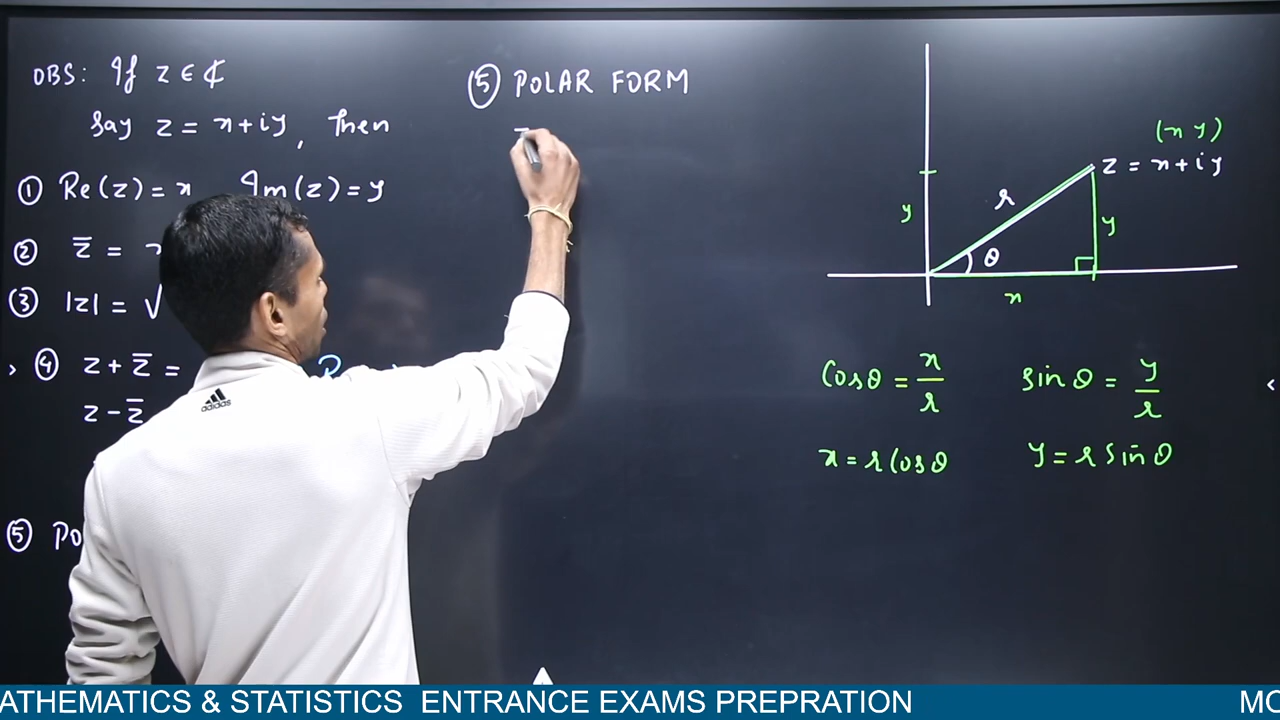 OBS: If z ∈ ₵
Say z = x+iy, Then
① Re(z) = x Im(z) = y
② z̄ =
③ |z| = √
④ z + z̄ =
z - z̄
⑤ Po
adidas
⑤ POLAR FORM
(x y)
z = x+iy
y
r
y
θ
x
Cosθ = x/r Sinθ = y/r
x = r Cosθ y = r Sinθ
ATHEMATICS & STATISTICS ENTRANCE EXAMS PREPRATION MO